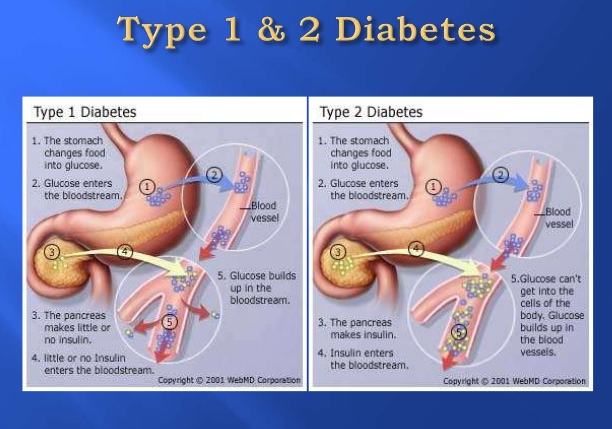 Type 1 & 2 Diabetes
Type 1 Diabetes
1. The stomach
changes food
into glucose.
2. Glucose enters
the bloodstream.
1
2
Blood
vessel
3
4
5. Glucose builds
up in the
bloodstream.
5
3. The pancreas
makes little or
no insulin.
4. little or no Insulin
enters the bloodstream.
Copyright © 2001 WebMD Corporation
Type 2 Diabetes
1. The stomach
changes food
into glucose.
2. Glucose enters
the bloodstream.
1
2
Blood
vessel
3
4
5.Glucose can't
get into the
cells of the
body. Glucose
builds up in
the blood
vessels.
5
3. The pancreas
makes insulin.
4. Insulin enters
the bloodstream.
Copyright © 2001 WebMD Corporation